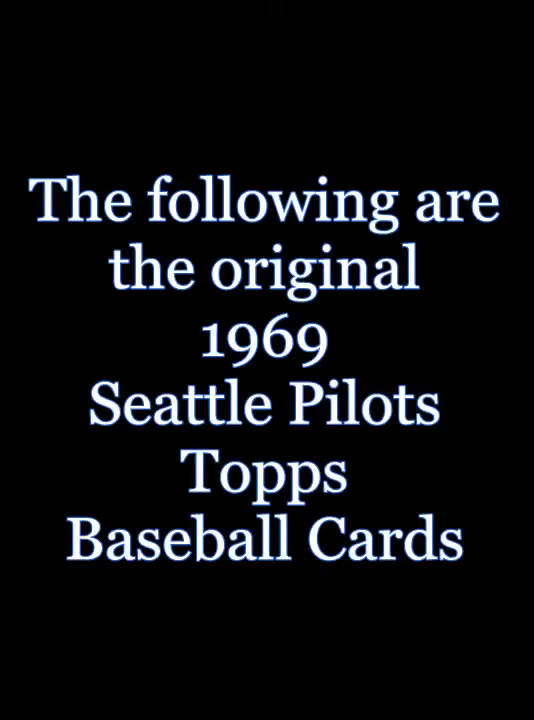 The following are
the original
1969
Seattle Pilots
Topps
Baseball Cards